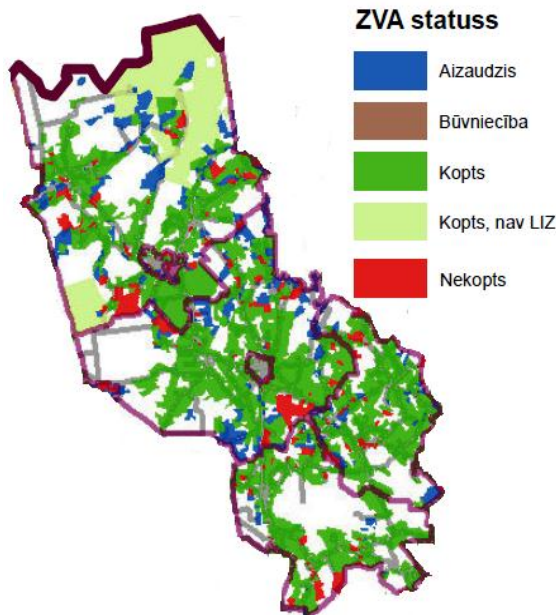 ZVA statuss
Aizaudzis
Būvniecība
Kopts
Kopts, nav LIZ
Nekopts